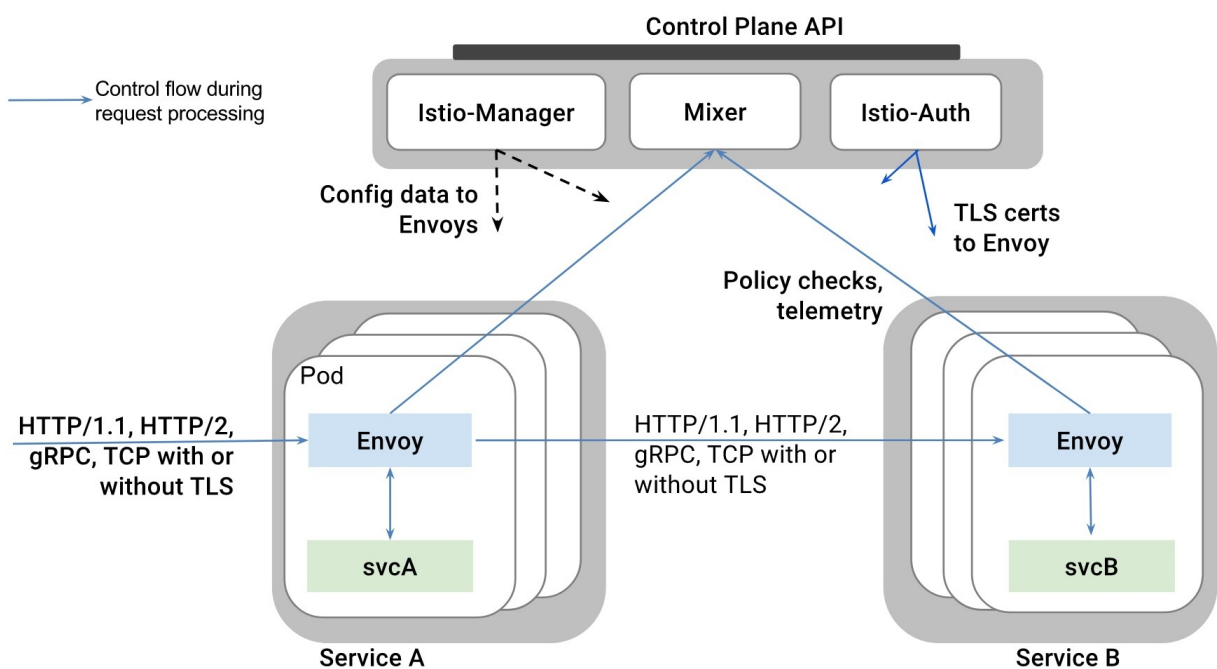 Control Plane API
Control flow during
request processing
Istio-Manager
Mixer
Istio-Auth
Config data to
Envoys
TLS certs
to Envoy
Policy checks,
telemetry
Pod
HTTP/1.1, HTTP/2,
gRPC, TCP with or
without TLS
Envoy
HTTP/1.1, HTTP/2,
gRPC, TCP with or
without TLS
Envoy
svcA
svcB
Service A
Service B